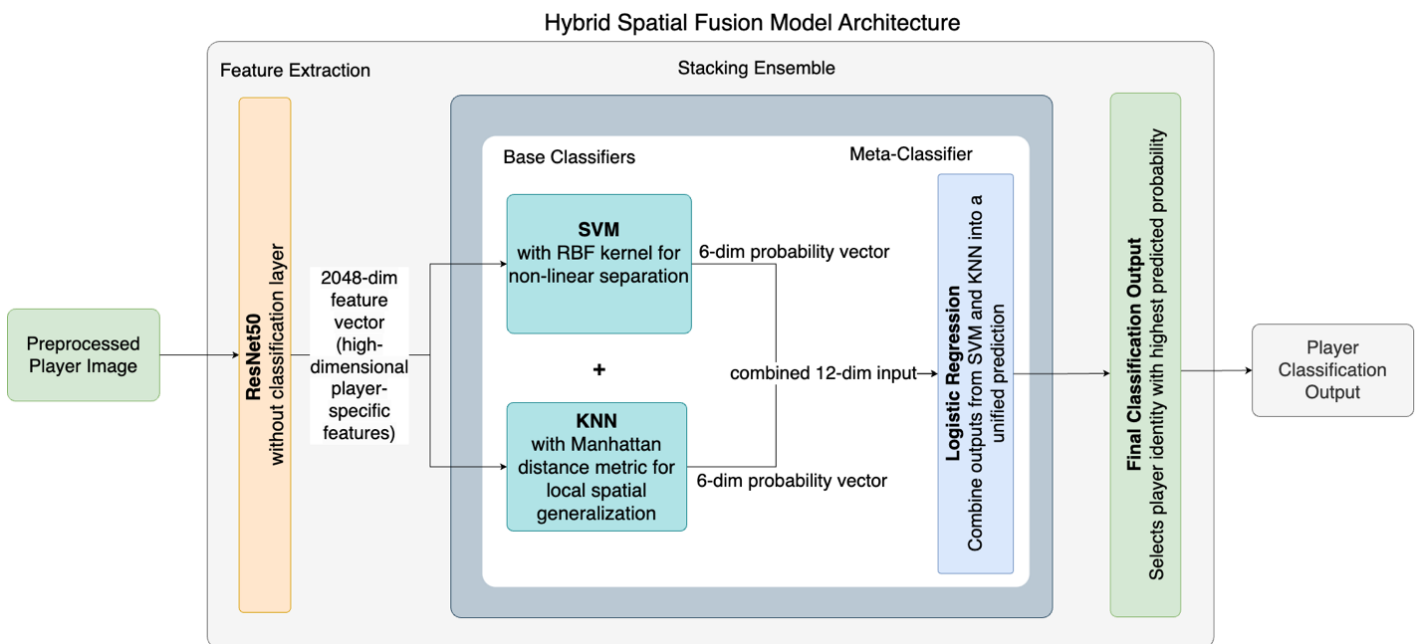 Hybrid Spatial Fusion Model Architecture
Feature Extraction
Stacking Ensemble
Preprocessed
Player Image
ResNet50
without classification layer
2048-dim
feature
vector
(high-
dimensional
player-
specific
features)
Base Classifiers
SVM
with RBF kernel for
non-linear separation
+
KNN
with Manhattan
distance metric for
local spatial
generalization
6-dim probability vector
6-dim probability vector
combined 12-dim input
Meta-Classifier
Logistic Regression
Combine outputs from SVM and KNN into a
unified prediction
Final Classification Output
Selects player identity with highest predicted probability
Player
Classification
Output